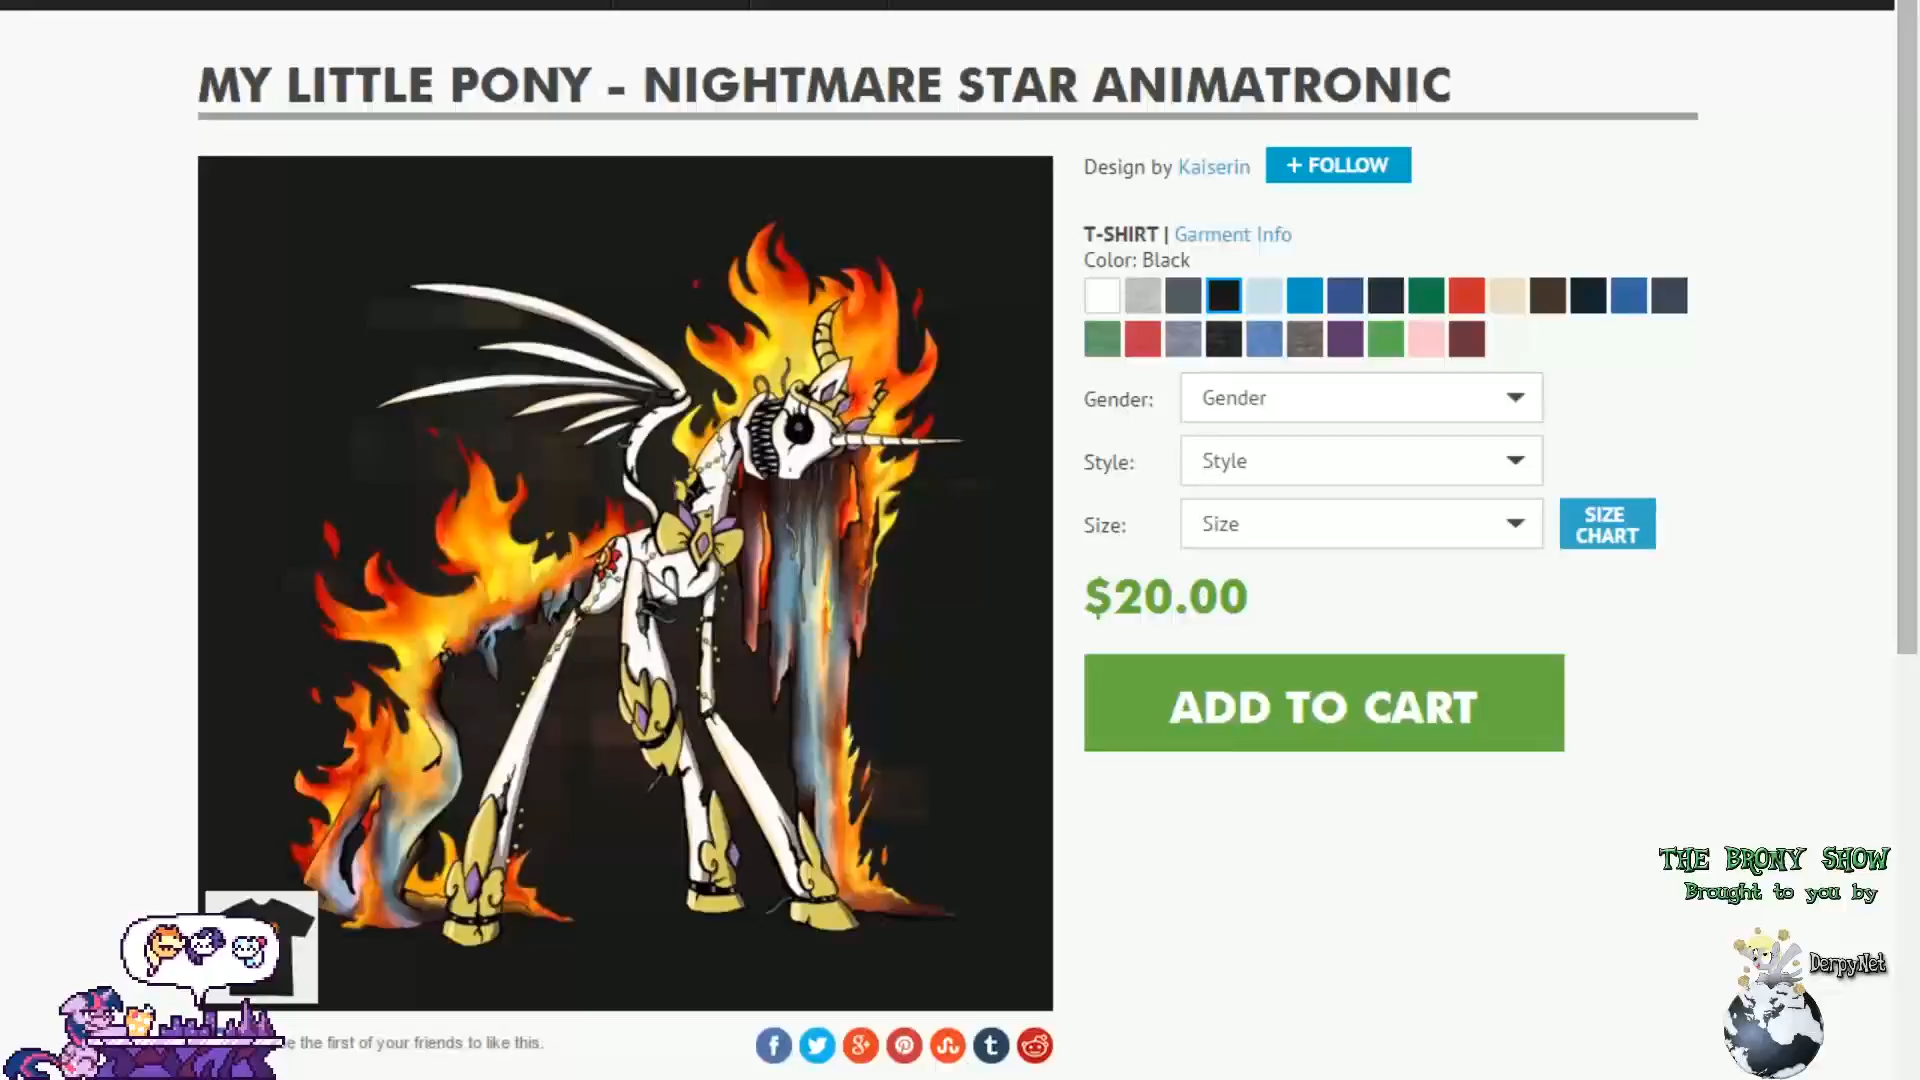 MY LITTLE PONY - NIGHTMARE STAR ANIMATRONIC
Design by Kaiserin
+ FOLLOW
T-SHIRT | Garment Info
Color: Black
Gender: Gender
Style: Style
Size: Size
SIZE CHART
$20.00
ADD TO CART
THE BRONY SHOW
Brought to you by
DerpyNet
the first of your friends to like this.
f g+ t